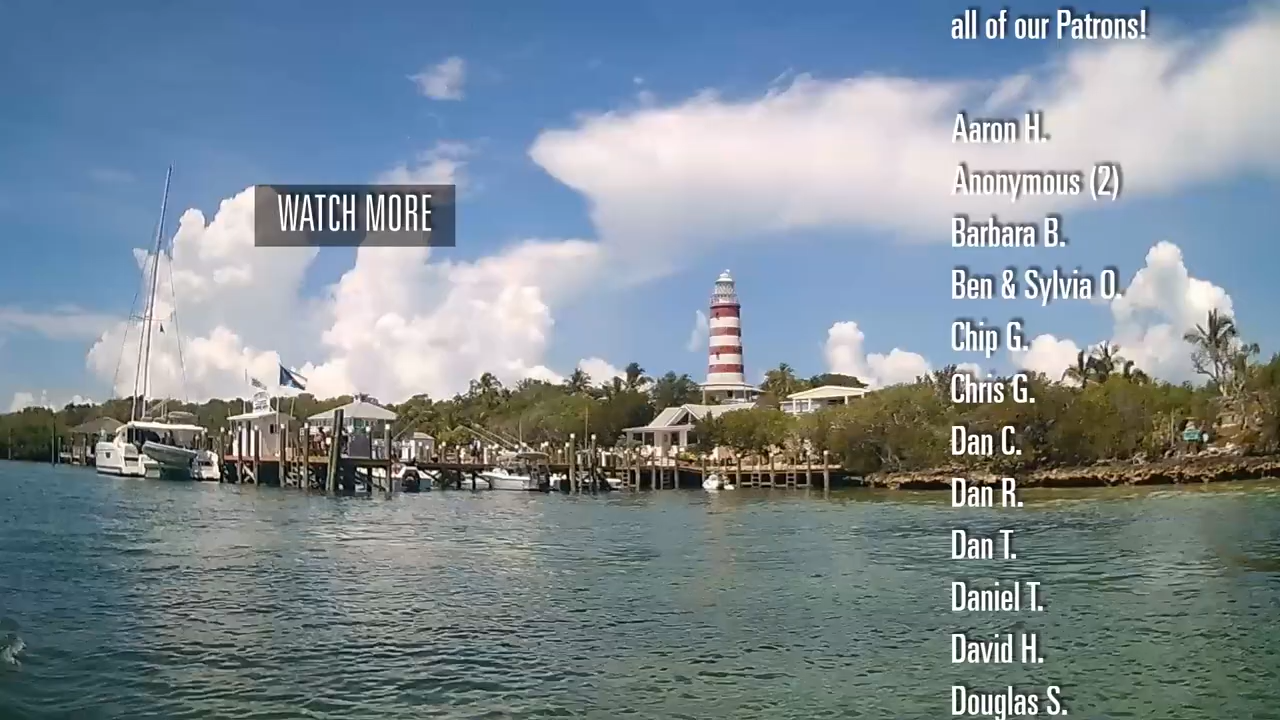 all of our Patrons!
Aaron H.
Anonymous (2)
WATCH MORE
Barbara B.
Ben & Sylvia O.
Chip G.
Chris G.
Dan C.
Dan R.
Dan T.
Daniel T.
David H.
Douglas S.